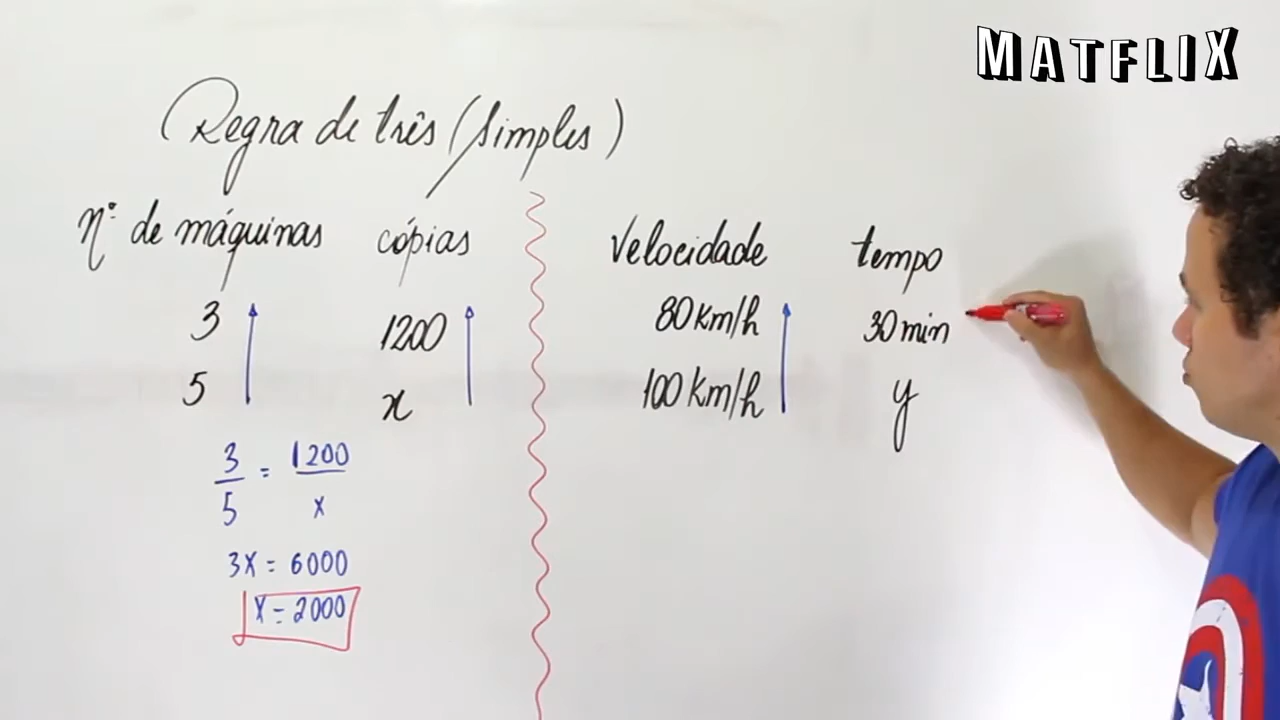 MATFLIX
Regra de três (simples)
nº de máquinas cópias
3 1200
5 x
3/5 = 1200/x
3x = 6000
x = 2000
Velocidade tempo
80 km/h 30 min
100 km/h y